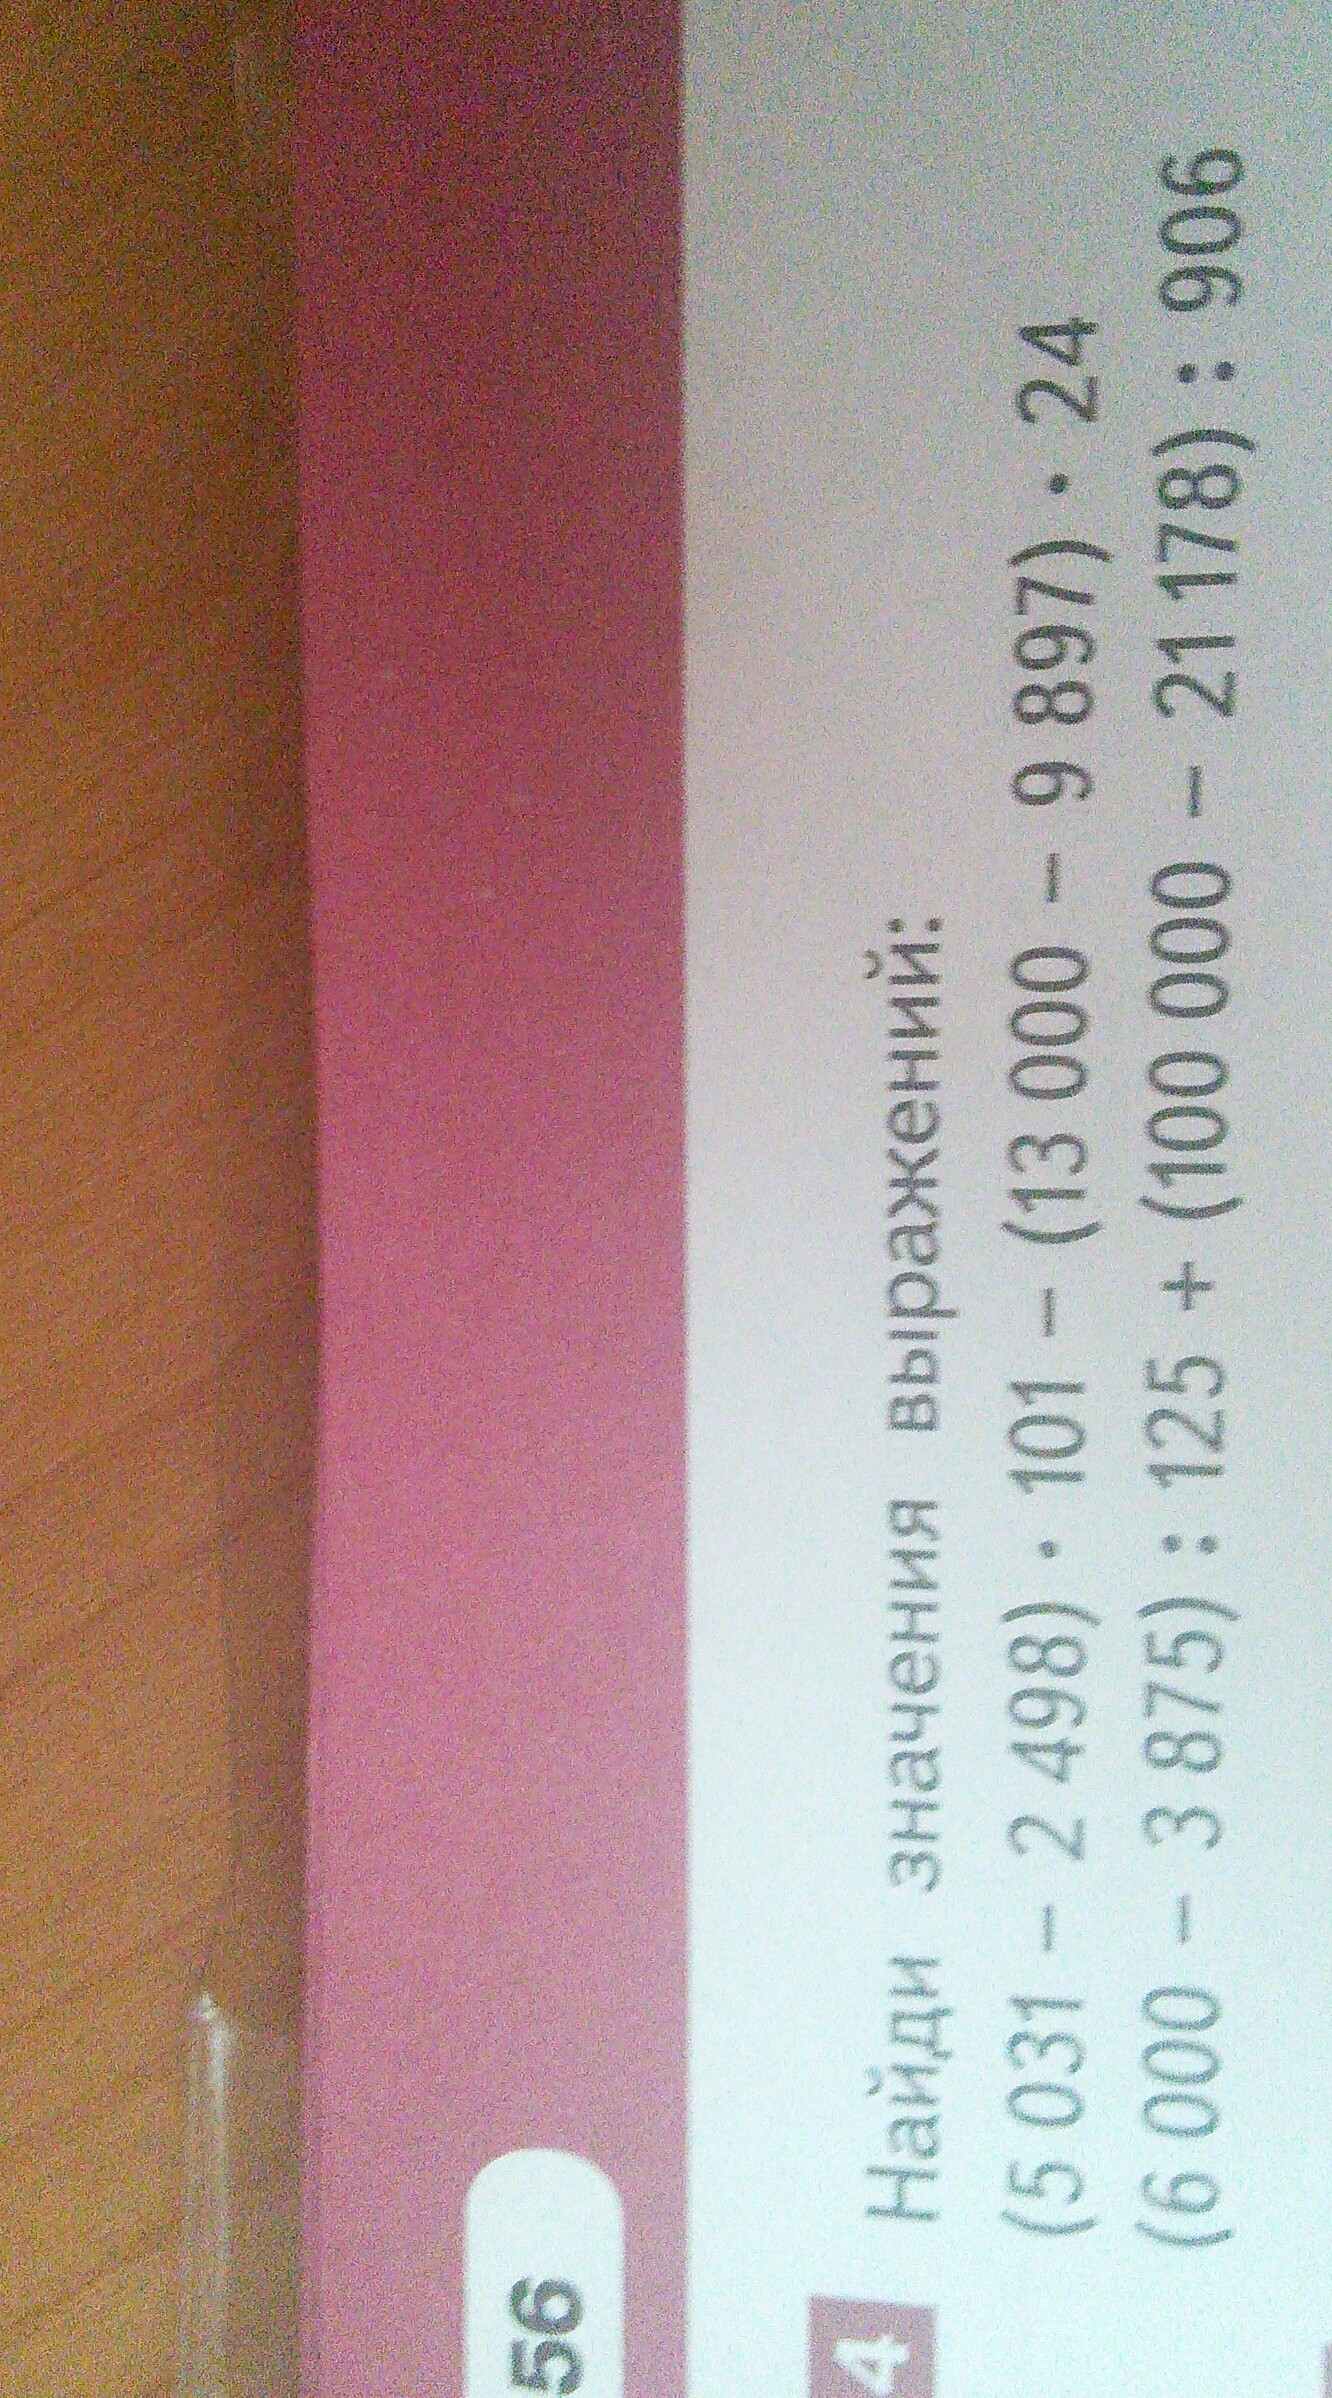 56
4 Найди значения выражений:
(5 031 – 2 498) · 101 – (13 000 – 9 897) · 24
(6 000 – 3 875) : 125 + (100 000 – 21 178) : 906